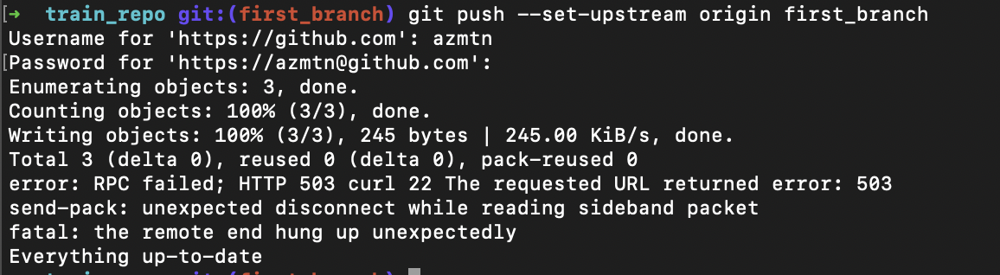 [➜  train_repo git:(first_branch) git push --set-upstream origin first_branch
Username for 'https://github.com': azmtn
[Password for 'https://azmtn@github.com':
Enumerating objects: 3, done.
Counting objects: 100% (3/3), done.
Writing objects: 100% (3/3), 245 bytes | 245.00 KiB/s, done.
Total 3 (delta 0), reused 0 (delta 0), pack-reused 0
error: RPC failed; HTTP 503 curl 22 The requested URL returned error: 503
send-pack: unexpected disconnect while reading sideband packet
fatal: the remote end hung up unexpectedly
Everything up-to-date